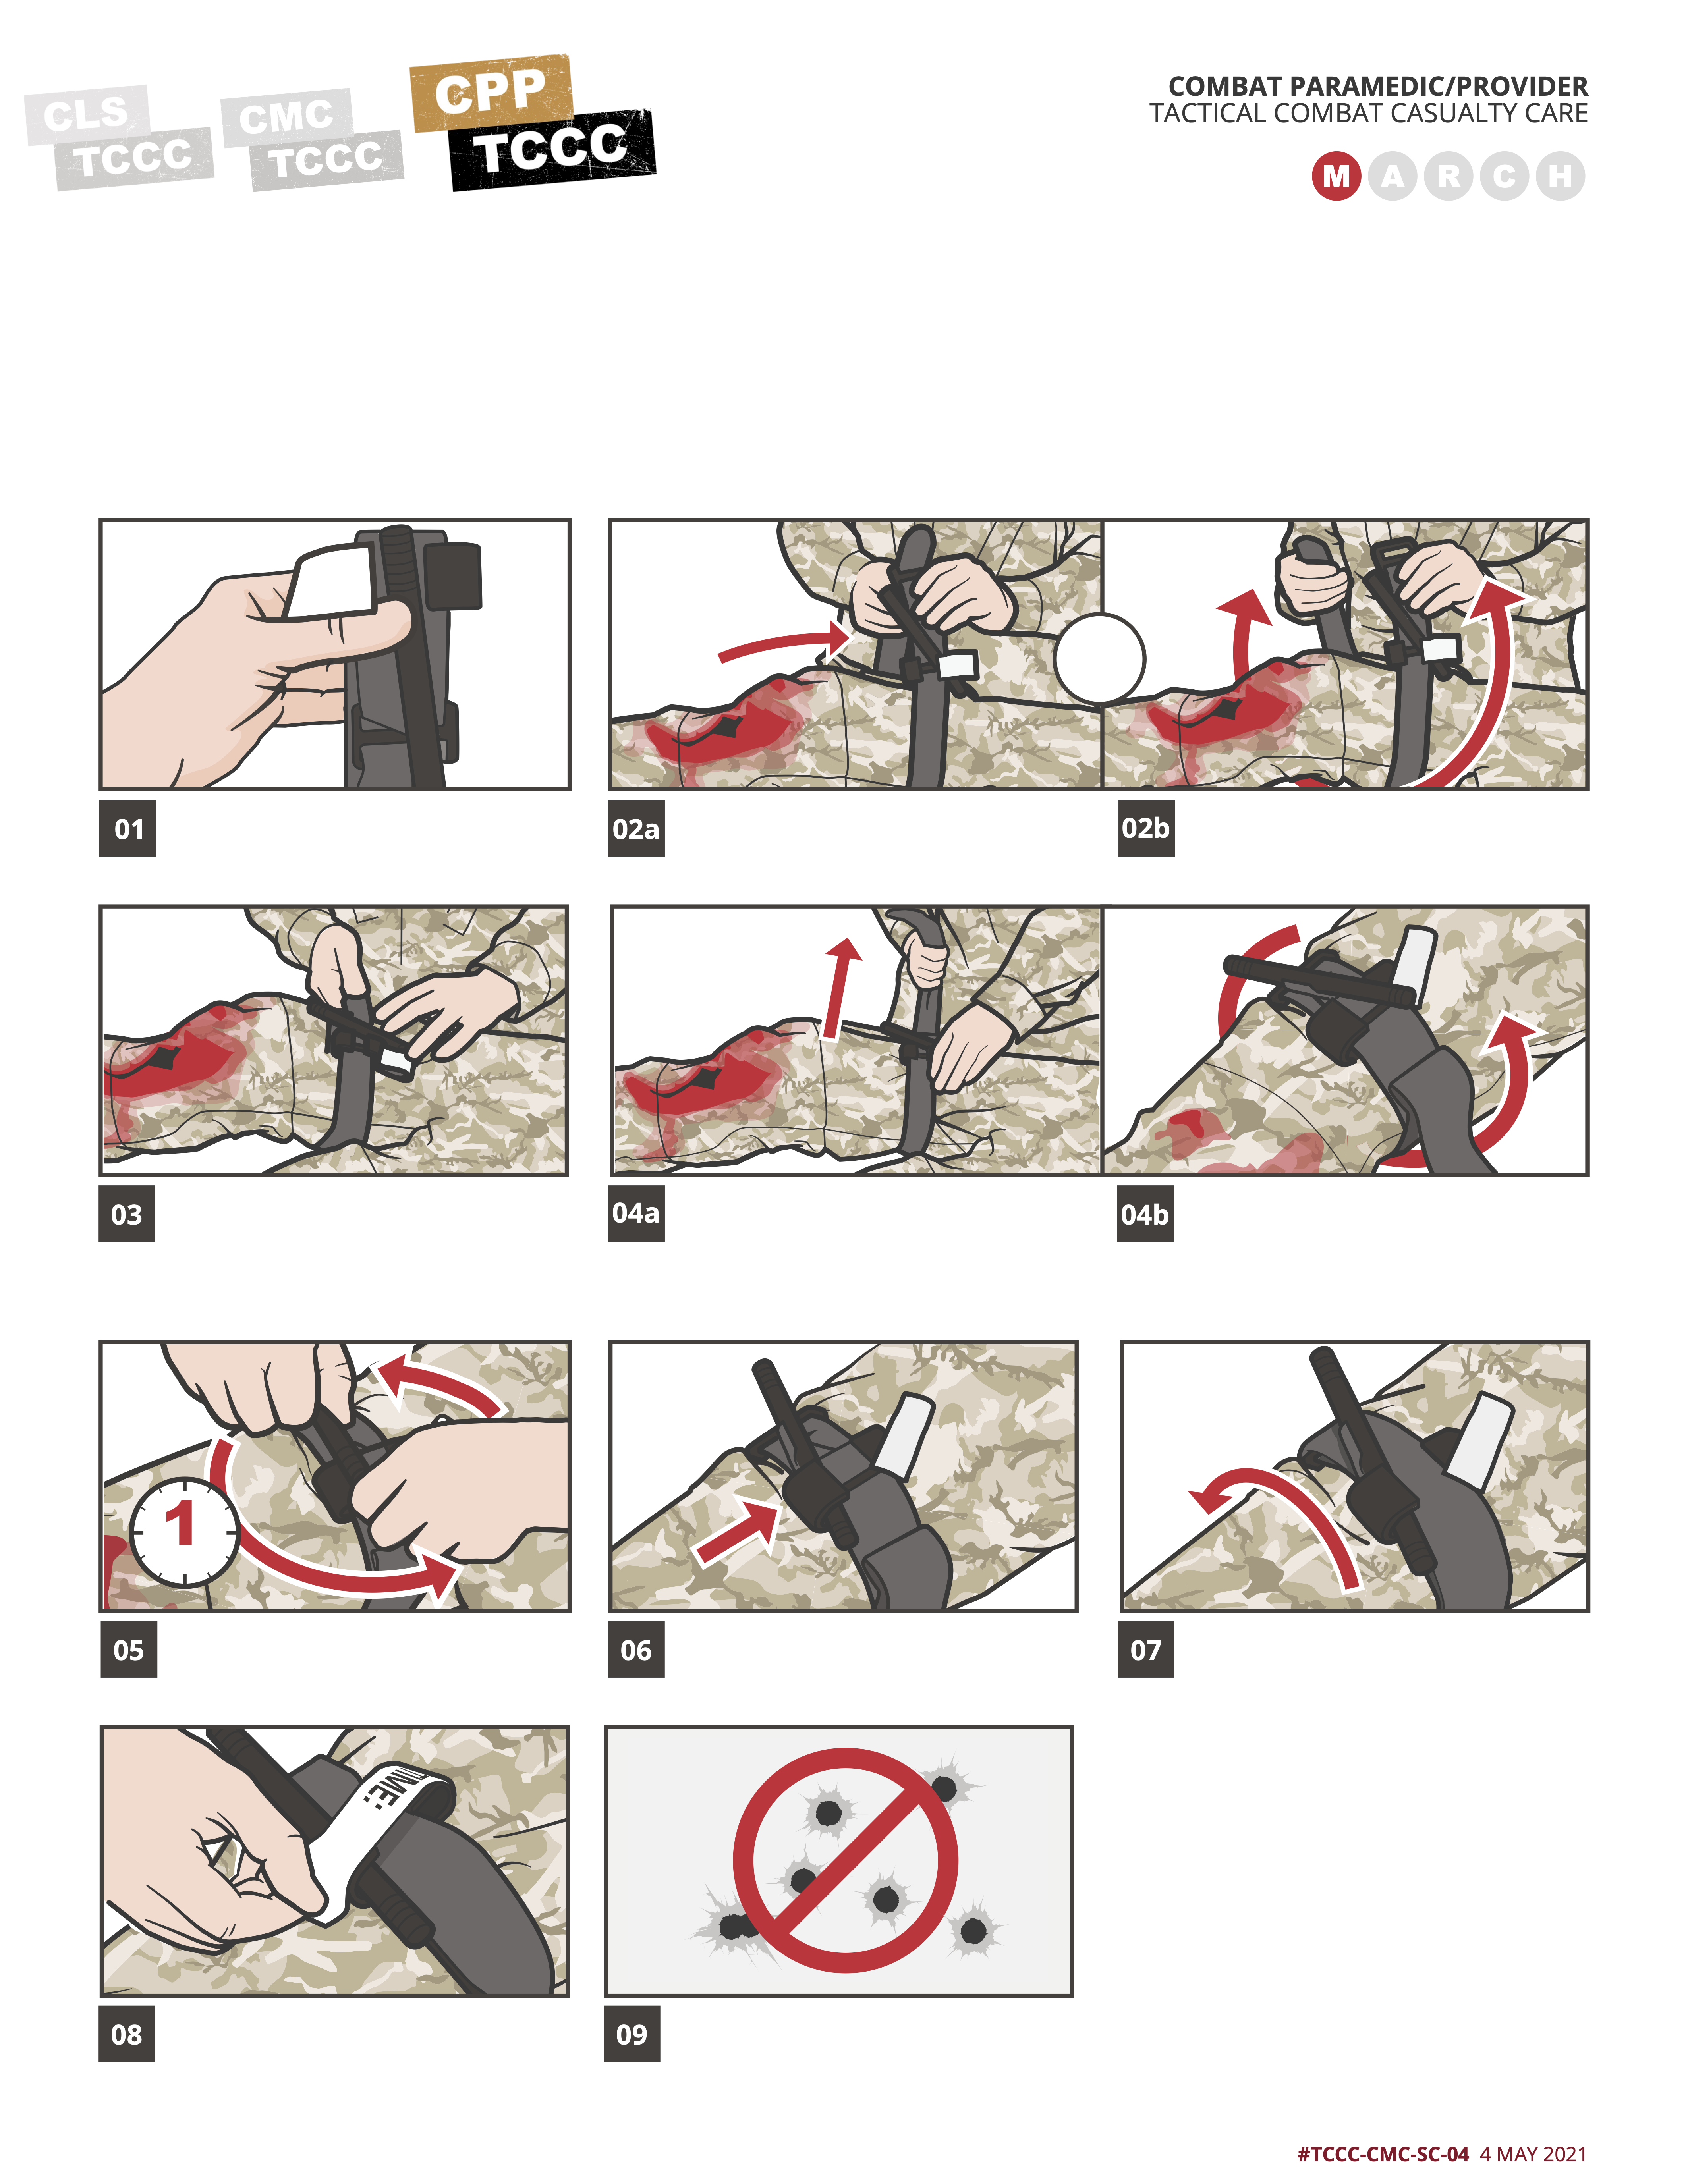 CLS
TCCC
CMC
TCCC
CPP
TCCC
COMBAT PARAMEDIC/PROVIDER
TACTICAL COMBAT CASUALTY CARE
M A R C H
01
02a
02b
03
04a
04b
1
05
06
07
TIME:
08
09
#TCCC-CMC-SC-04 4 MAY 2021